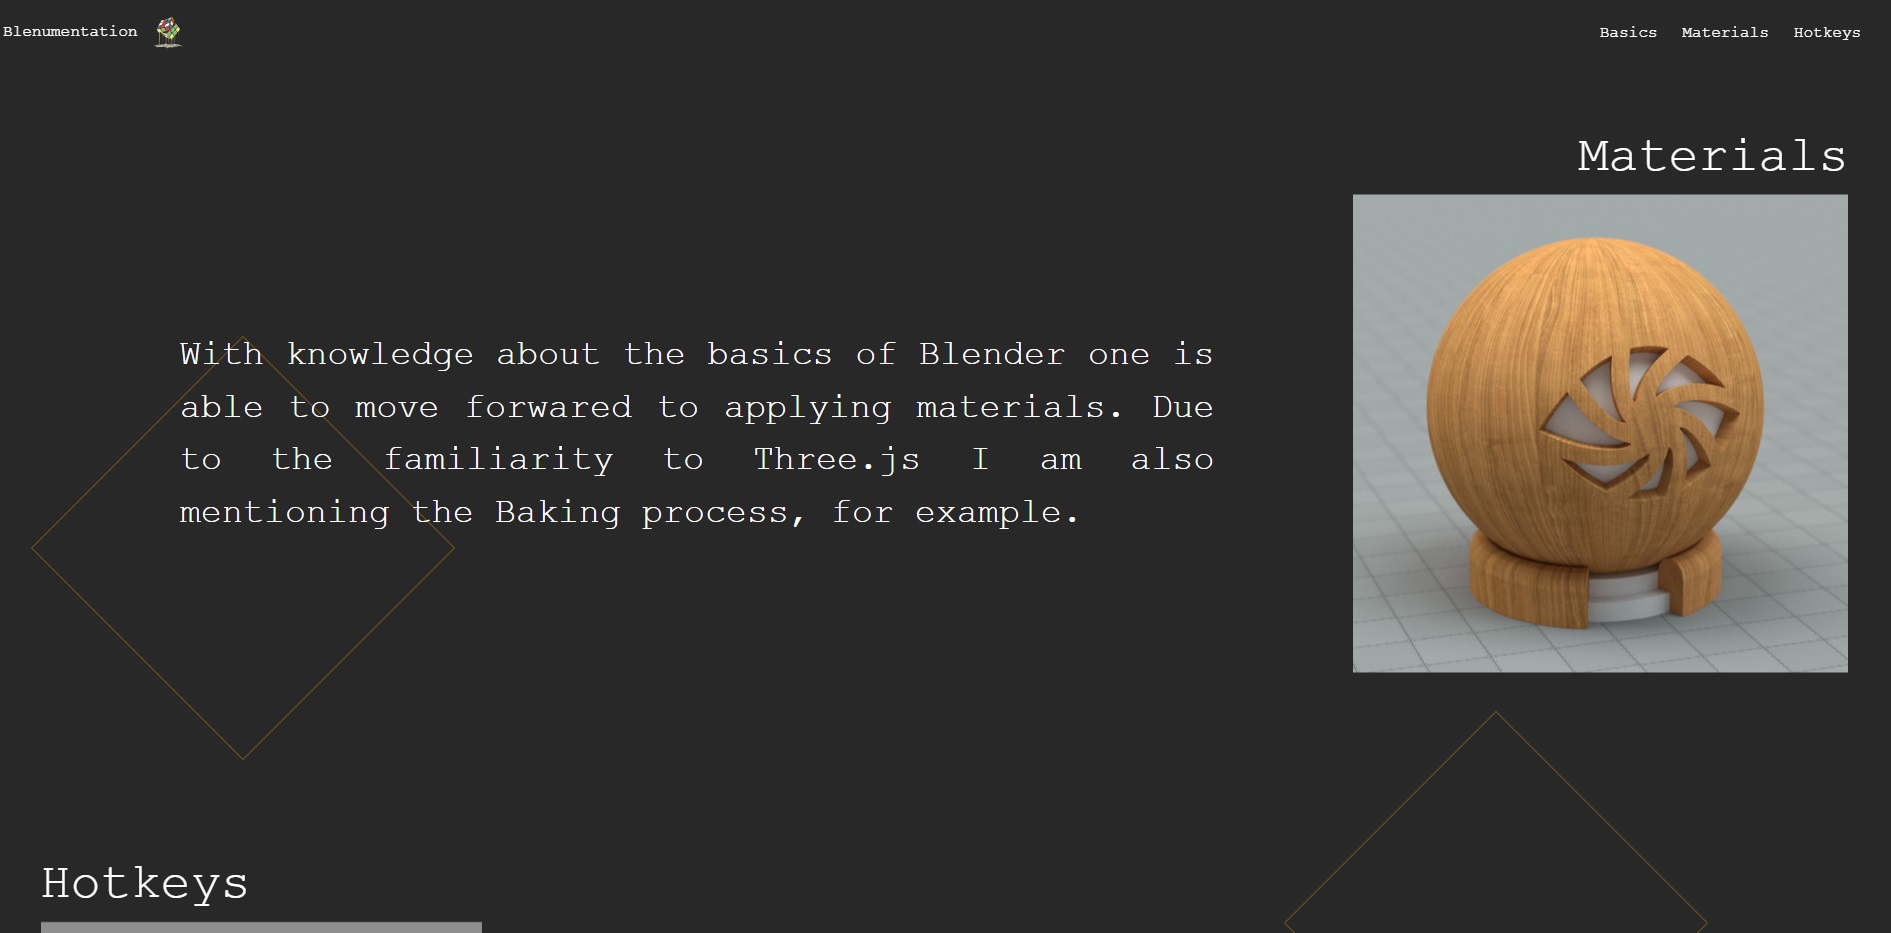 Blenumentation
Basics Materials Hotkeys
Materials
With knowledge about the basics of Blender one is
able to move forwared to applying materials. Due
to the familiarity to Three.js I am also
mentioning the Baking process, for example.
Hotkeys